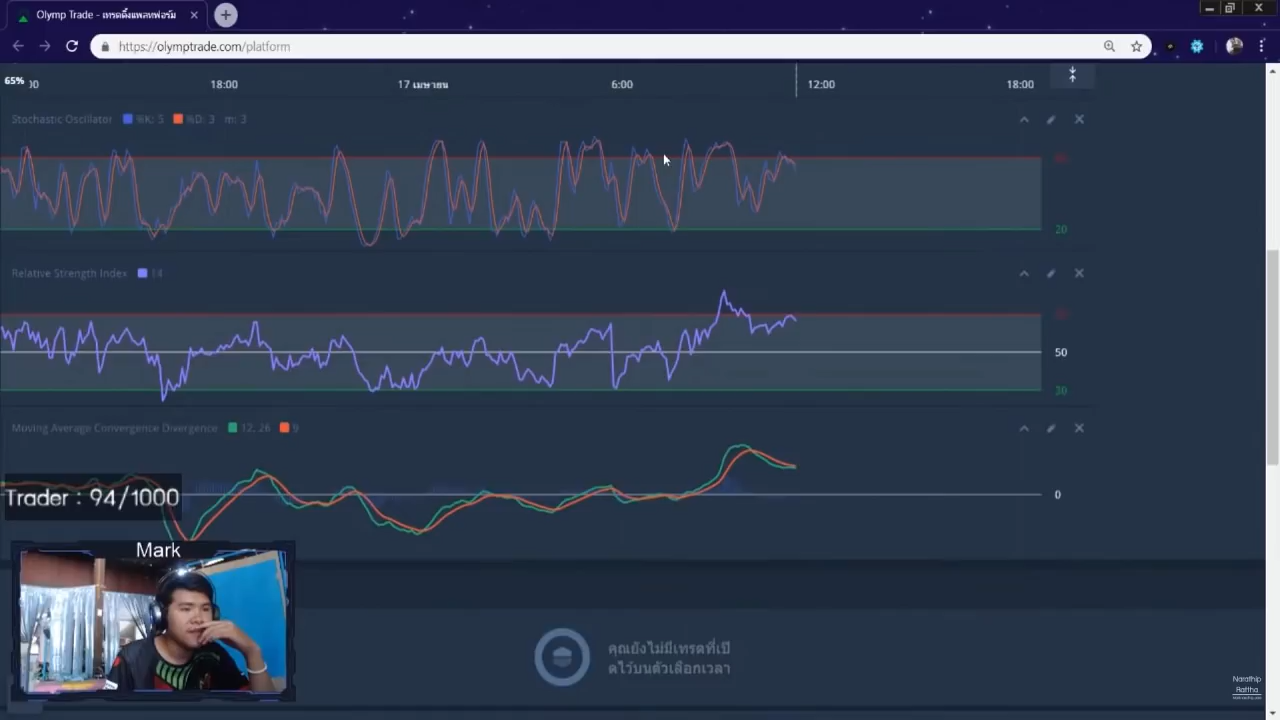 Olymp Trade - เทรดดิ้งแพลทฟอร์ม
https://olymptrade.com/platform
65%
18:00
17 เมษายน
6:00
12:00
18:00
Stochastic Oscillator %K: 5 %D: 3 m: 3
20
Relative Strength Index 14
50
30
Moving Average Convergence Divergence 12, 26 9
0
Trader : 94/1000
Mark
คุณยังไม่มีเทรดที่เปิ
ดไว้บนตัวเลือกเวลา
Narathip
Rattha